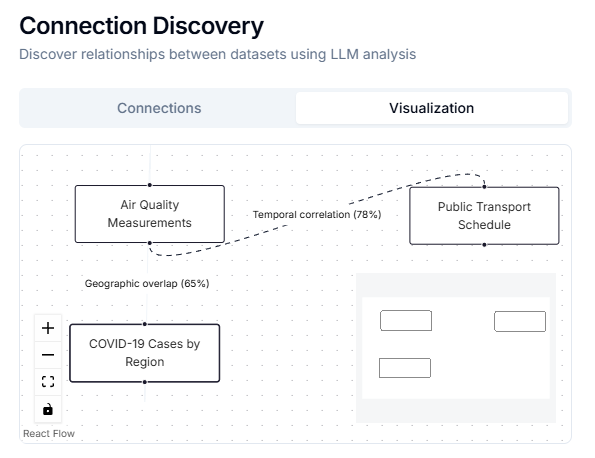 Connection Discovery
Discover relationships between datasets using LLM analysis
Connections
Visualization
Air Quality
Measurements
Temporal correlation (78%)
Public Transport
Schedule
Geographic overlap (65%)
COVID-19 Cases by
Region
React Flow